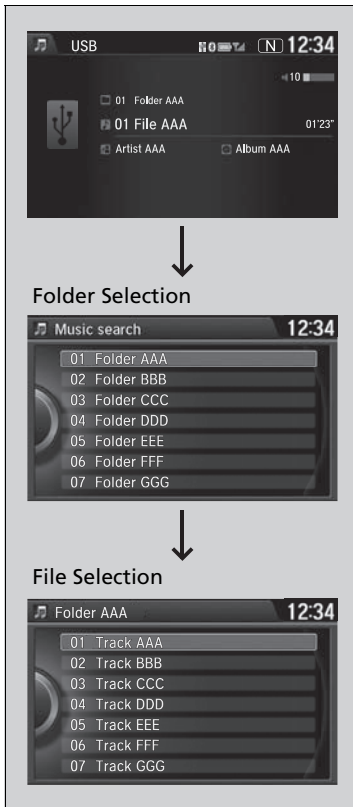 USB N 12:34
10
01 Folder AAA
01 File AAA 01'23"
Artist AAA Album AAA
Folder Selection
Music search 12:34
01 Folder AAA
02 Folder BBB
03 Folder CCC
04 Folder DDD
05 Folder EEE
06 Folder FFF
07 Folder GGG
File Selection
Folder AAA 12:34
01 Track AAA
02 Track BBB
03 Track CCC
04 Track DDD
05 Track EEE
06 Track FFF
07 Track GGG